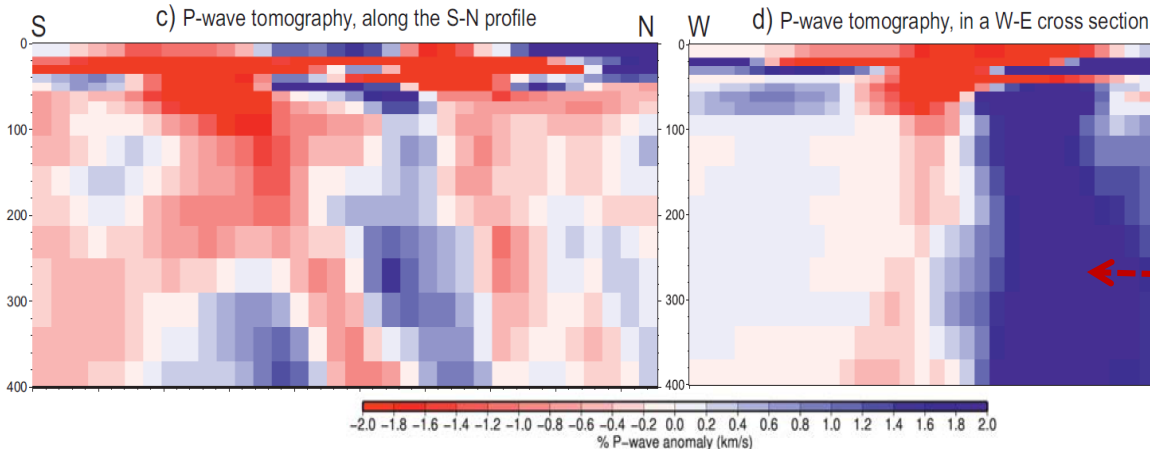 c) P-wave tomography, along the S-N profile
S
N
0
100
200
300
400
d) P-wave tomography, in a W-E cross section
W
0
100
200
300
400
-2.0 -1.8 -1.6 -1.4 -1.2 -1.0 -0.8 -0.6 -0.4 -0.2 0.0 0.2 0.4 0.6 0.8 1.0 1.2 1.4 1.6 1.8 2.0
% P-wave anomaly (km/s)